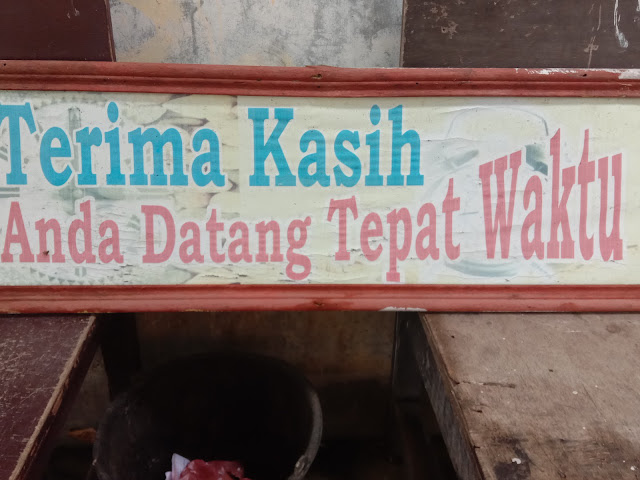 Terima Kasih
Anda Datang Tepat Waktu